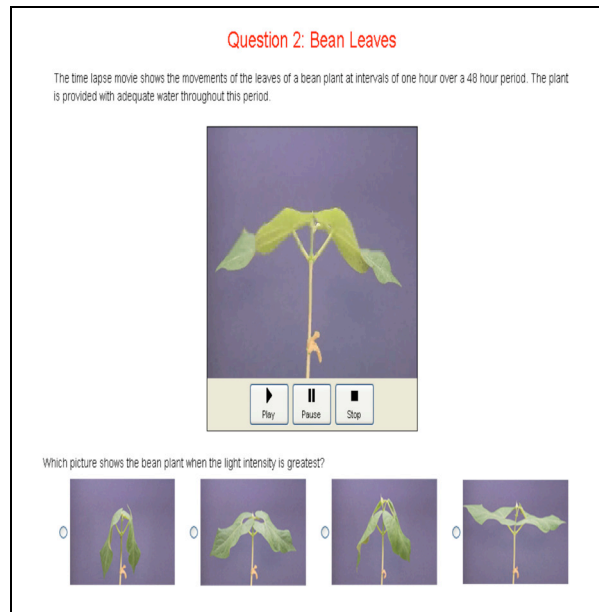 Question 2: Bean Leaves
The time lapse movie shows the movements of the leaves of a bean plant at intervals of one hour over a 48 hour period. The plant
is provided with adequate water throughout this period.
Play Pause Stop
Which picture shows the bean plant when the light intensity is greatest?